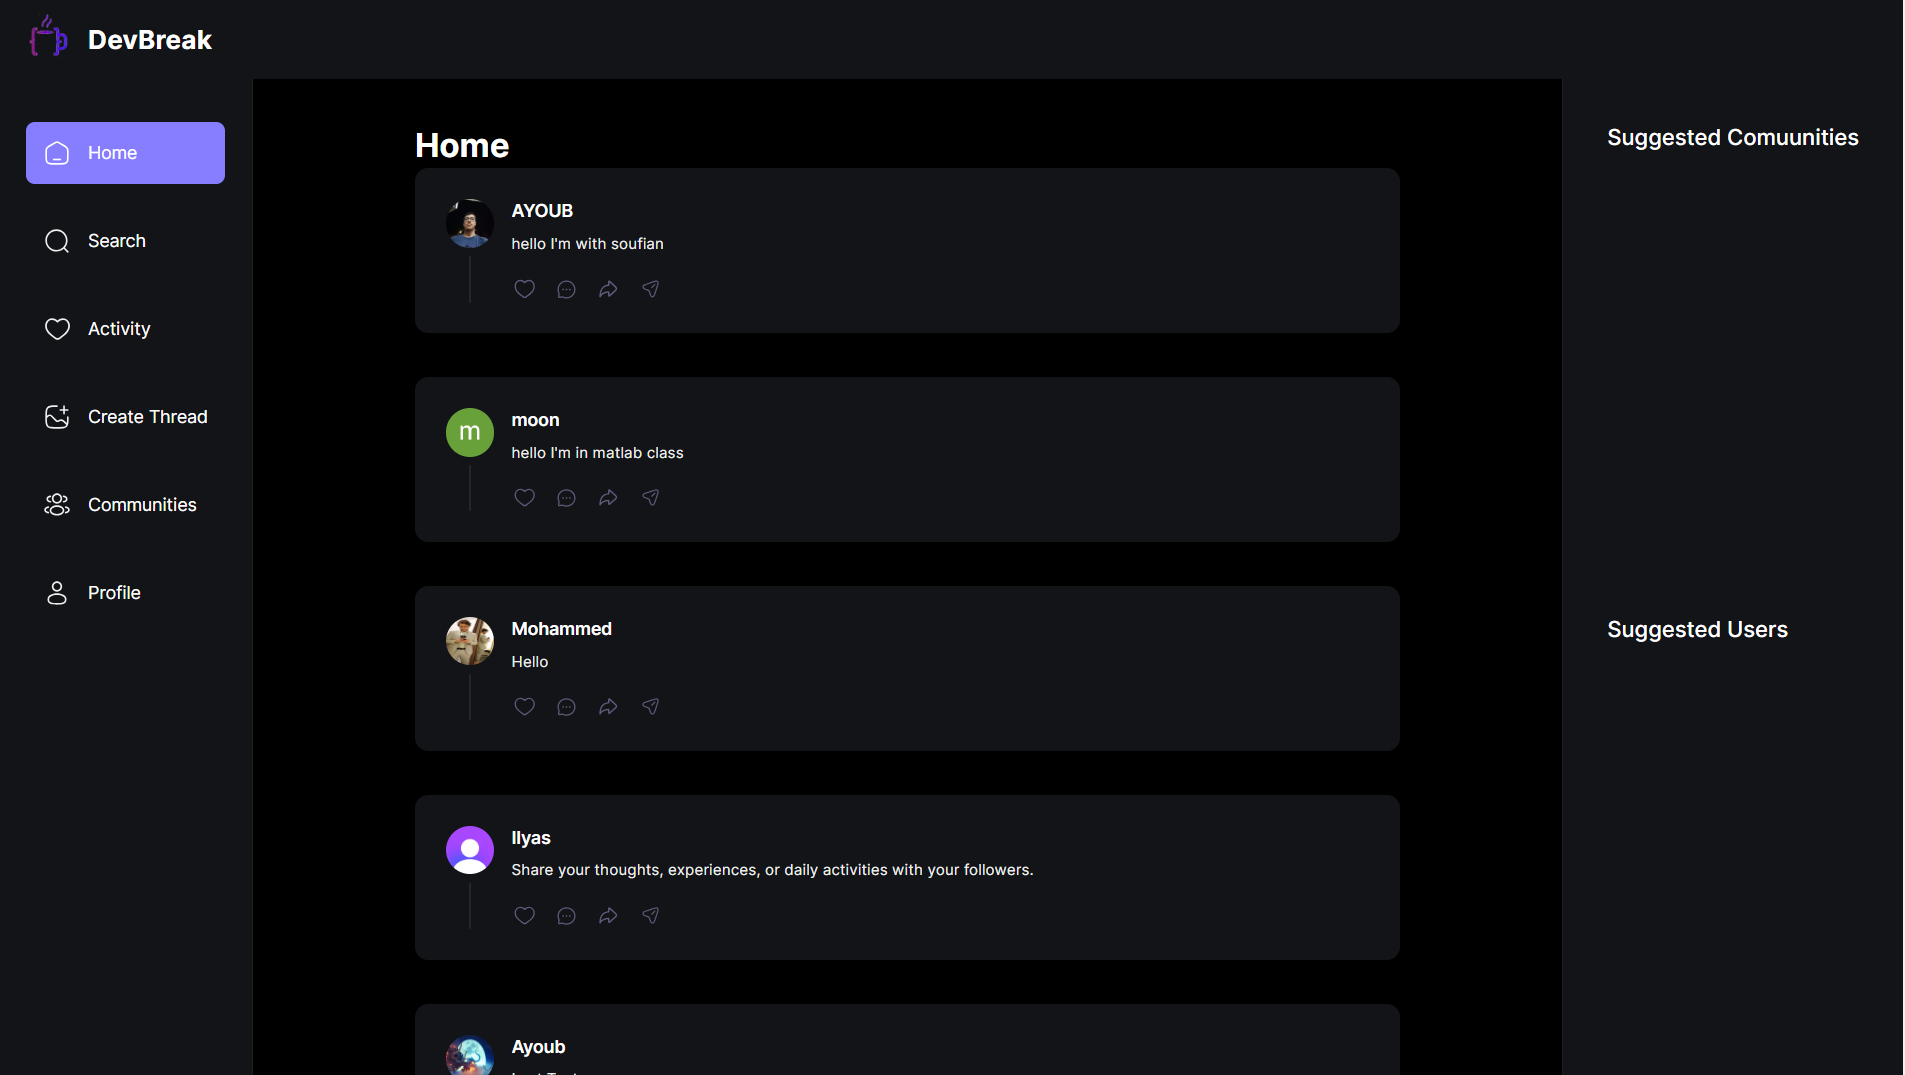 DevBreak
Home
Search
Activity
Create Thread
Communities
Profile
Home
AYOUB
hello I'm with soufian
m
moon
hello I'm in matlab class
Mohammed
Hello
Ilyas
Share your thoughts, experiences, or daily activities with your followers.
Ayoub
Suggested Comuunities
Suggested Users